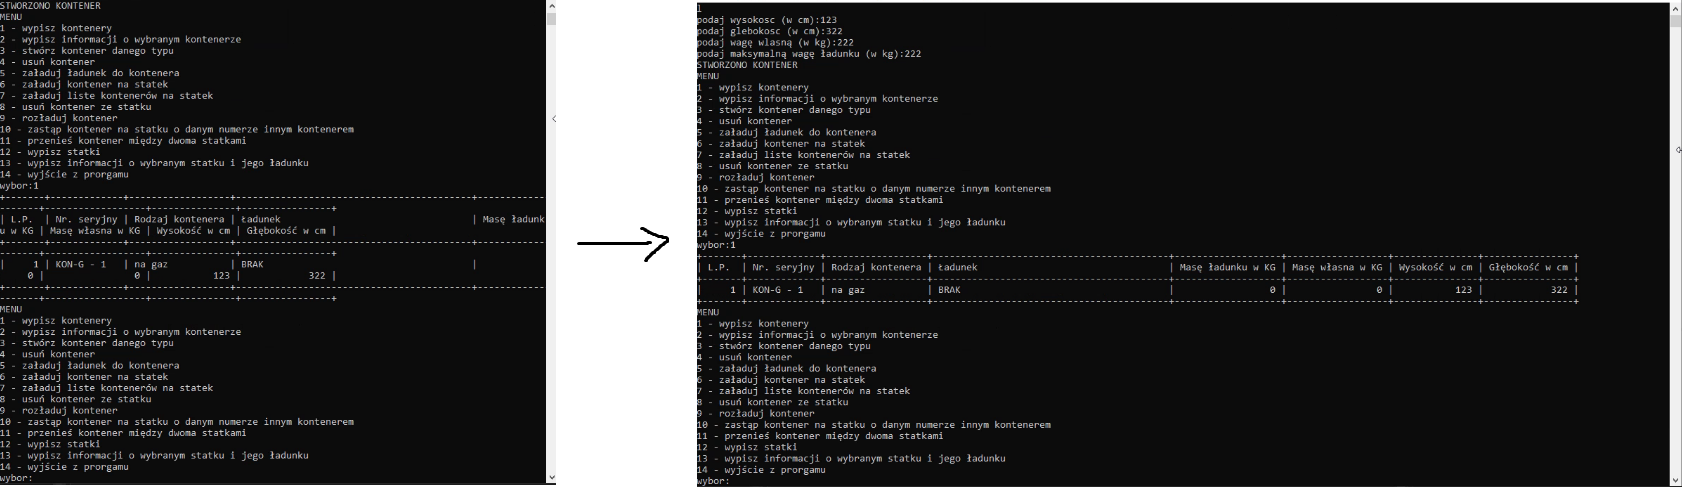 STWORZONO KONTENER
MENU
1 - wypisz kontenery
2 - wypisz informacji o wybranym kontenerze
3 - stwórz kontener danego typu
4 - usuń kontener
5 - załaduj ładunek do kontenera
6 - załaduj kontener na statek
7 - załaduj liste kontenerów na statek
8 - usuń kontener ze statku
9 - rozładuj kontener
10 - zastąp kontener na statku o danym numerze innym kontenerem
11 - przenieś kontener między dwoma statkami
12 - wypisz statki
13 - wypisz informacji o wybranym statku i jego ładunku
14 - wyjście z prorgamu
wybor:1
| L.P. | Nr. seryjny | Rodzaj kontenera | Ładunek | Masę ładunk
u w KG | Masę własna w KG | Wysokość w cm | Głębokość w cm |
| 1 | KON-G - 1 | na gaz | BRAK |
0 | 0 | 123 | 322 |
MENU
1 - wypisz kontenery
2 - wypisz informacji o wybranym kontenerze
3 - stwórz kontener danego typu
4 - usuń kontener
5 - załaduj ładunek do kontenera
6 - załaduj kontener na statek
7 - załaduj liste kontenerów na statek
8 - usuń kontener ze statku
9 - rozładuj kontener
10 - zastąp kontener na statku o danym numerze innym kontenerem
11 - przenieś kontener między dwoma statkami
12 - wypisz statki
13 - wypisz informacji o wybranym statku i jego ładunku
14 - wyjście z prorgamu
wybor:
1
podaj wysokosc (w cm):123
podaj glebokosc (w cm):322
podaj wagę własną (w kg):222
podaj maksymalną wagę ładunku (w kg):222
STWORZONO KONTENER
MENU
1 - wypisz kontenery
2 - wypisz informacji o wybranym kontenerze
3 - stwórz kontener danego typu
4 - usuń kontener
5 - załaduj ładunek do kontenera
6 - załaduj kontener na statek
7 - załaduj liste kontenerów na statek
8 - usuń kontener ze statku
9 - rozładuj kontener
10 - zastąp kontener na statku o danym numerze innym kontenerem
11 - przenieś kontener między dwoma statkami
12 - wypisz statki
13 - wypisz informacji o wybranym statku i jego ładunku
14 - wyjście z prorgamu
wybor:1
| L.P. | Nr. seryjny | Rodzaj kontenera | Ładunek | Masę ładunku w KG | Masę własna w KG | Wysokość w cm | Głębokość w cm |
| 1 | KON-G - 1 | na gaz | BRAK | 0 | 0 | 123 | 322 |
MENU
1 - wypisz kontenery
2 - wypisz informacji o wybranym kontenerze
3 - stwórz kontener danego typu
4 - usuń kontener
5 - załaduj ładunek do kontenera
6 - załaduj kontener na statek
7 - załaduj liste kontenerów na statek
8 - usuń kontener ze statku
9 - rozładuj kontener
10 - zastąp kontener na statku o danym numerze innym kontenerem
11 - przenieś kontener między dwoma statkami
12 - wypisz statki
13 - wypisz informacji o wybranym statku i jego ładunku
14 - wyjście z prorgamu
wybor: